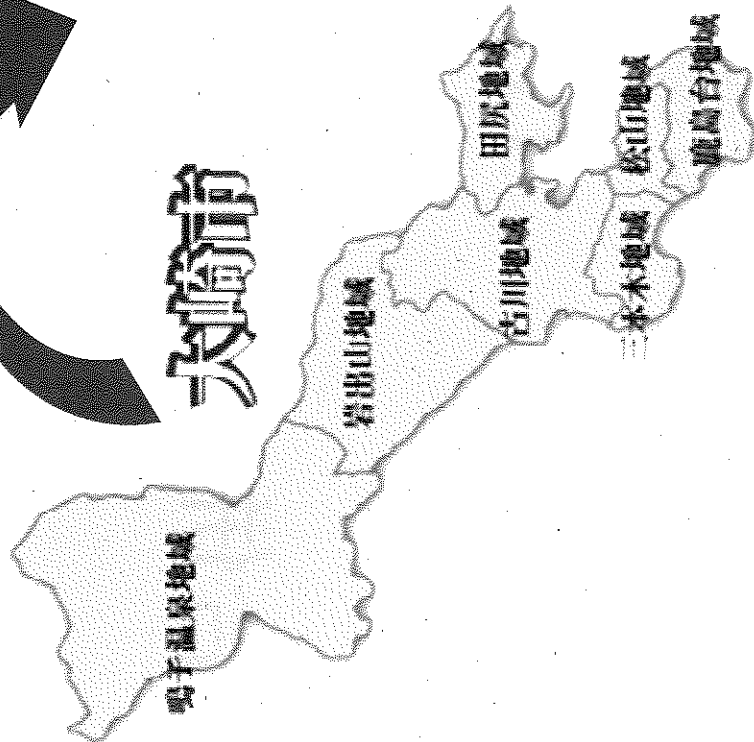 大崎市
鳴子温泉地域
岩出山地域
古川地域
田尻地域
三本木地域
松山地域
鹿島台地域